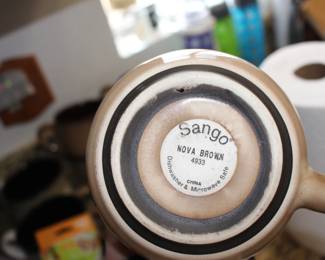 Sango
NOVA BROWN
4933
CHINA
Dishwasher & Microwave Safe